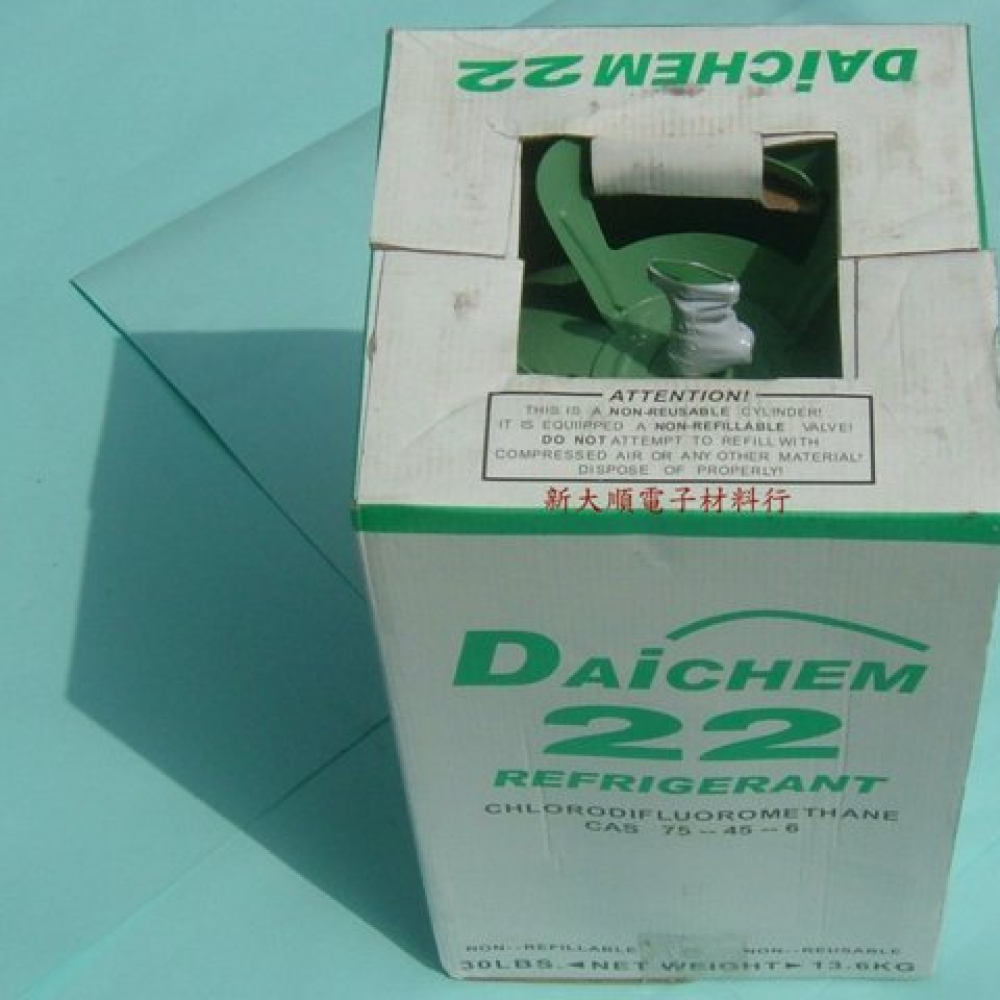 DAiCHEM 22
ATTENTION!
THIS IS A NON-REUSABLE CYLINDER!
IT IS EQUIIPPED A NON-REFILLABLE VALVE!
DO NOT ATTEMPT TO REFILL WITH
COMPRESSED AIR OR ANY OTHER MATERIAL!
DISPOSE OF PROPERLY!
新大順電子材料行
DAiCHEM
22
REFRIGERANT
CHLORODIFLUOROMETHANE
CAS 75--45--6
NON--REFILLABLE NON--REUSABLE
30LBS. ◄NET WEIGHT► 13.6KG